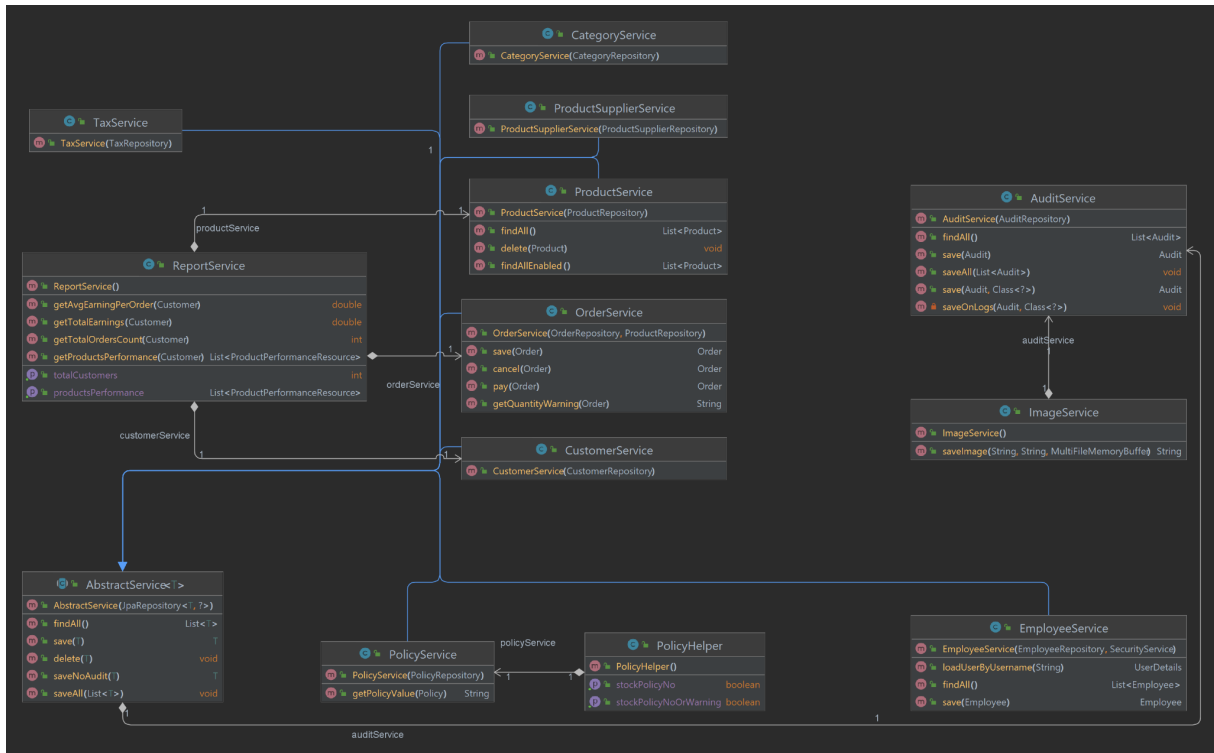 CategoryService
CategoryService(CategoryRepository)
ProductSupplierService
ProductSupplierService(ProductSupplierRepository)
TaxService
TaxService(TaxRepository)
1
ProductService
ProductService(ProductRepository)
findAll() List<Product>
delete(Product) void
findAllEnabled() List<Product>
1
1
productService
AuditService
AuditService(AuditRepository)
findAll() List<Audit>
save(Audit) Audit
saveAll(List<Audit>) void
save(Audit, Class<?>) Audit
saveOnLogs(Audit, Class<?>) void
ReportService
ReportService()
getAvgEarningPerOrder(Customer) double
getTotalEarnings(Customer) double
getTotalOrdersCount(Customer) int
getProductsPerformance(Customer) List<ProductPerformanceResource>
totalCustomers int
productsPerformance List<ProductPerformanceResource>
OrderService
OrderService(OrderRepository, ProductRepository)
save(Order) Order
cancel(Order) Order
pay(Order) Order
getQuantityWarning(Order) String
1
orderService
auditService
1
1
ImageService
ImageService()
saveImage(String, String, MultiFileMemoryBuffer) String
customerService
1
1
CustomerService
CustomerService(CustomerRepository)
AbstractService<T>
AbstractService(JpaRepository<T, ?>)
findAll() List<T>
save(T) T
delete(T) void
saveNoAudit(T) T
saveAll(List<T>) void
PolicyService
PolicyService(PolicyRepository)
getPolicyValue(Policy) String
policyService
1
1
PolicyHelper
PolicyHelper()
stockPolicyNo boolean
stockPolicyNoOrWarning boolean
EmployeeService
EmployeeService(EmployeeRepository, SecurityService)
loadUserByUsername(String) UserDetails
findAll() List<Employee>
save(Employee) Employee
1
1
auditService